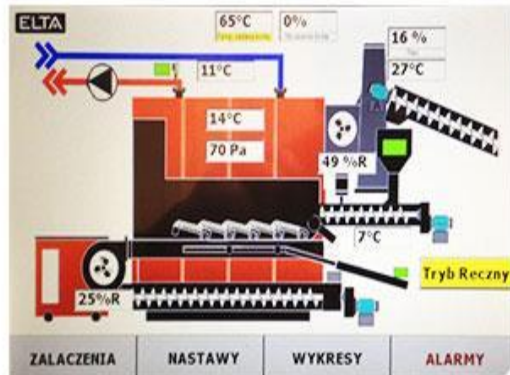 ELTA
65°C
0%
11°C
16 %
27°C
14°C
70 Pa
49 %R
7°C
Tryb Reczny
25%R
ZALACZENIA
NASTAWY
WYKRESY
ALARMY